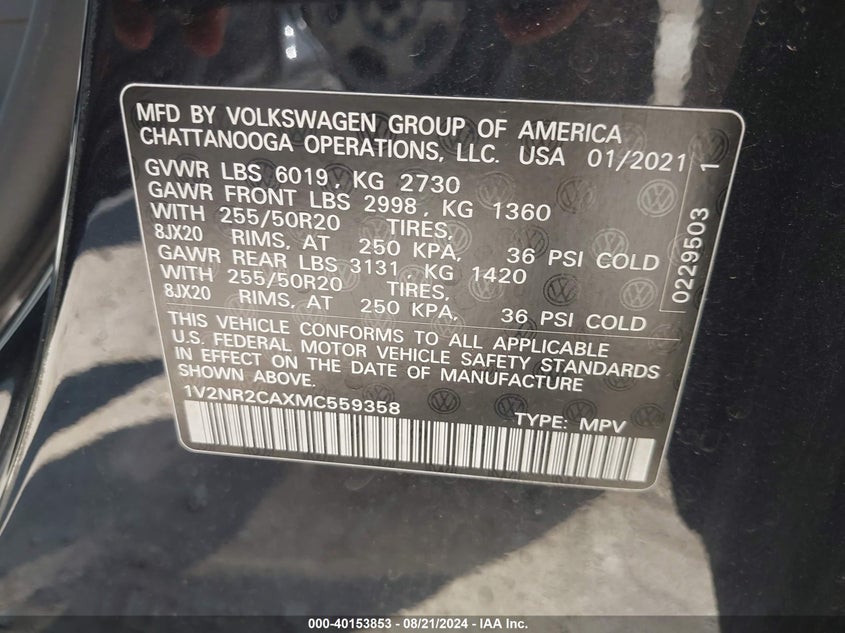 MFD BY VOLKSWAGEN GROUP OF AMERICA
CHATTANOOGA OPERATIONS, LLC. USA 01/2021
GVWR LBS 6019, KG 2730
GAWR FRONT LBS 2998, KG 1360
WITH 255/50R20 TIRES,
8JX20 RIMS, AT 250 KPA, 36 PSI COLD
GAWR REAR LBS 3131, KG 1420
WITH 255/50R20 TIRES,
8JX20 RIMS, AT 250 KPA, 36 PSI COLD
THIS VEHICLE CONFORMS TO ALL APPLICABLE
U.S. FEDERAL MOTOR VEHICLE SAFETY STANDARDS
IN EFFECT ON THE DATE OF MANUFACTURE
SHOWN ABOVE.
1V2NR2CAXMC559358 TYPE: MPV
0229503 1
000-40153853 - 08/21/2024 - IAA Inc.